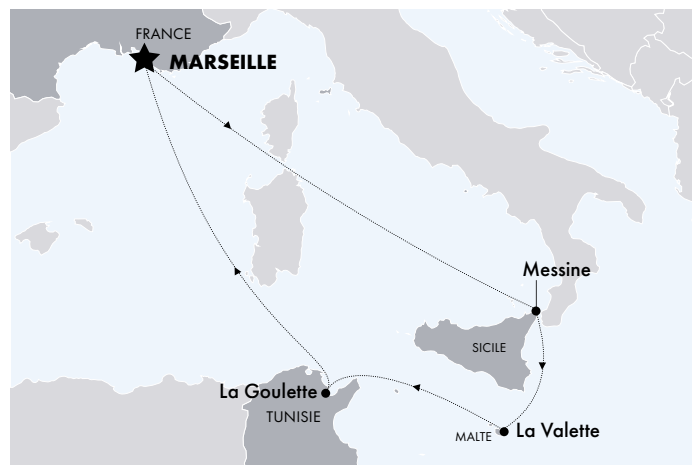 FRANCE
MARSEILLE
Messine
SICILE
La Goulette
TUNISIE
MALTE La Valette